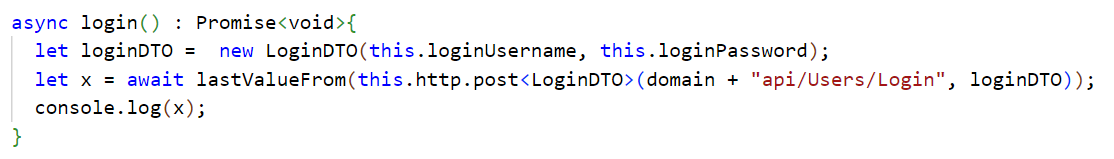 async login() : Promise<void>{
let loginDTO =  new LoginDTO(this.loginUsername, this.loginPassword);
let x = await lastValueFrom(this.http.post<LoginDTO>(domain + "api/Users/Login", loginDTO));
console.log(x);
}